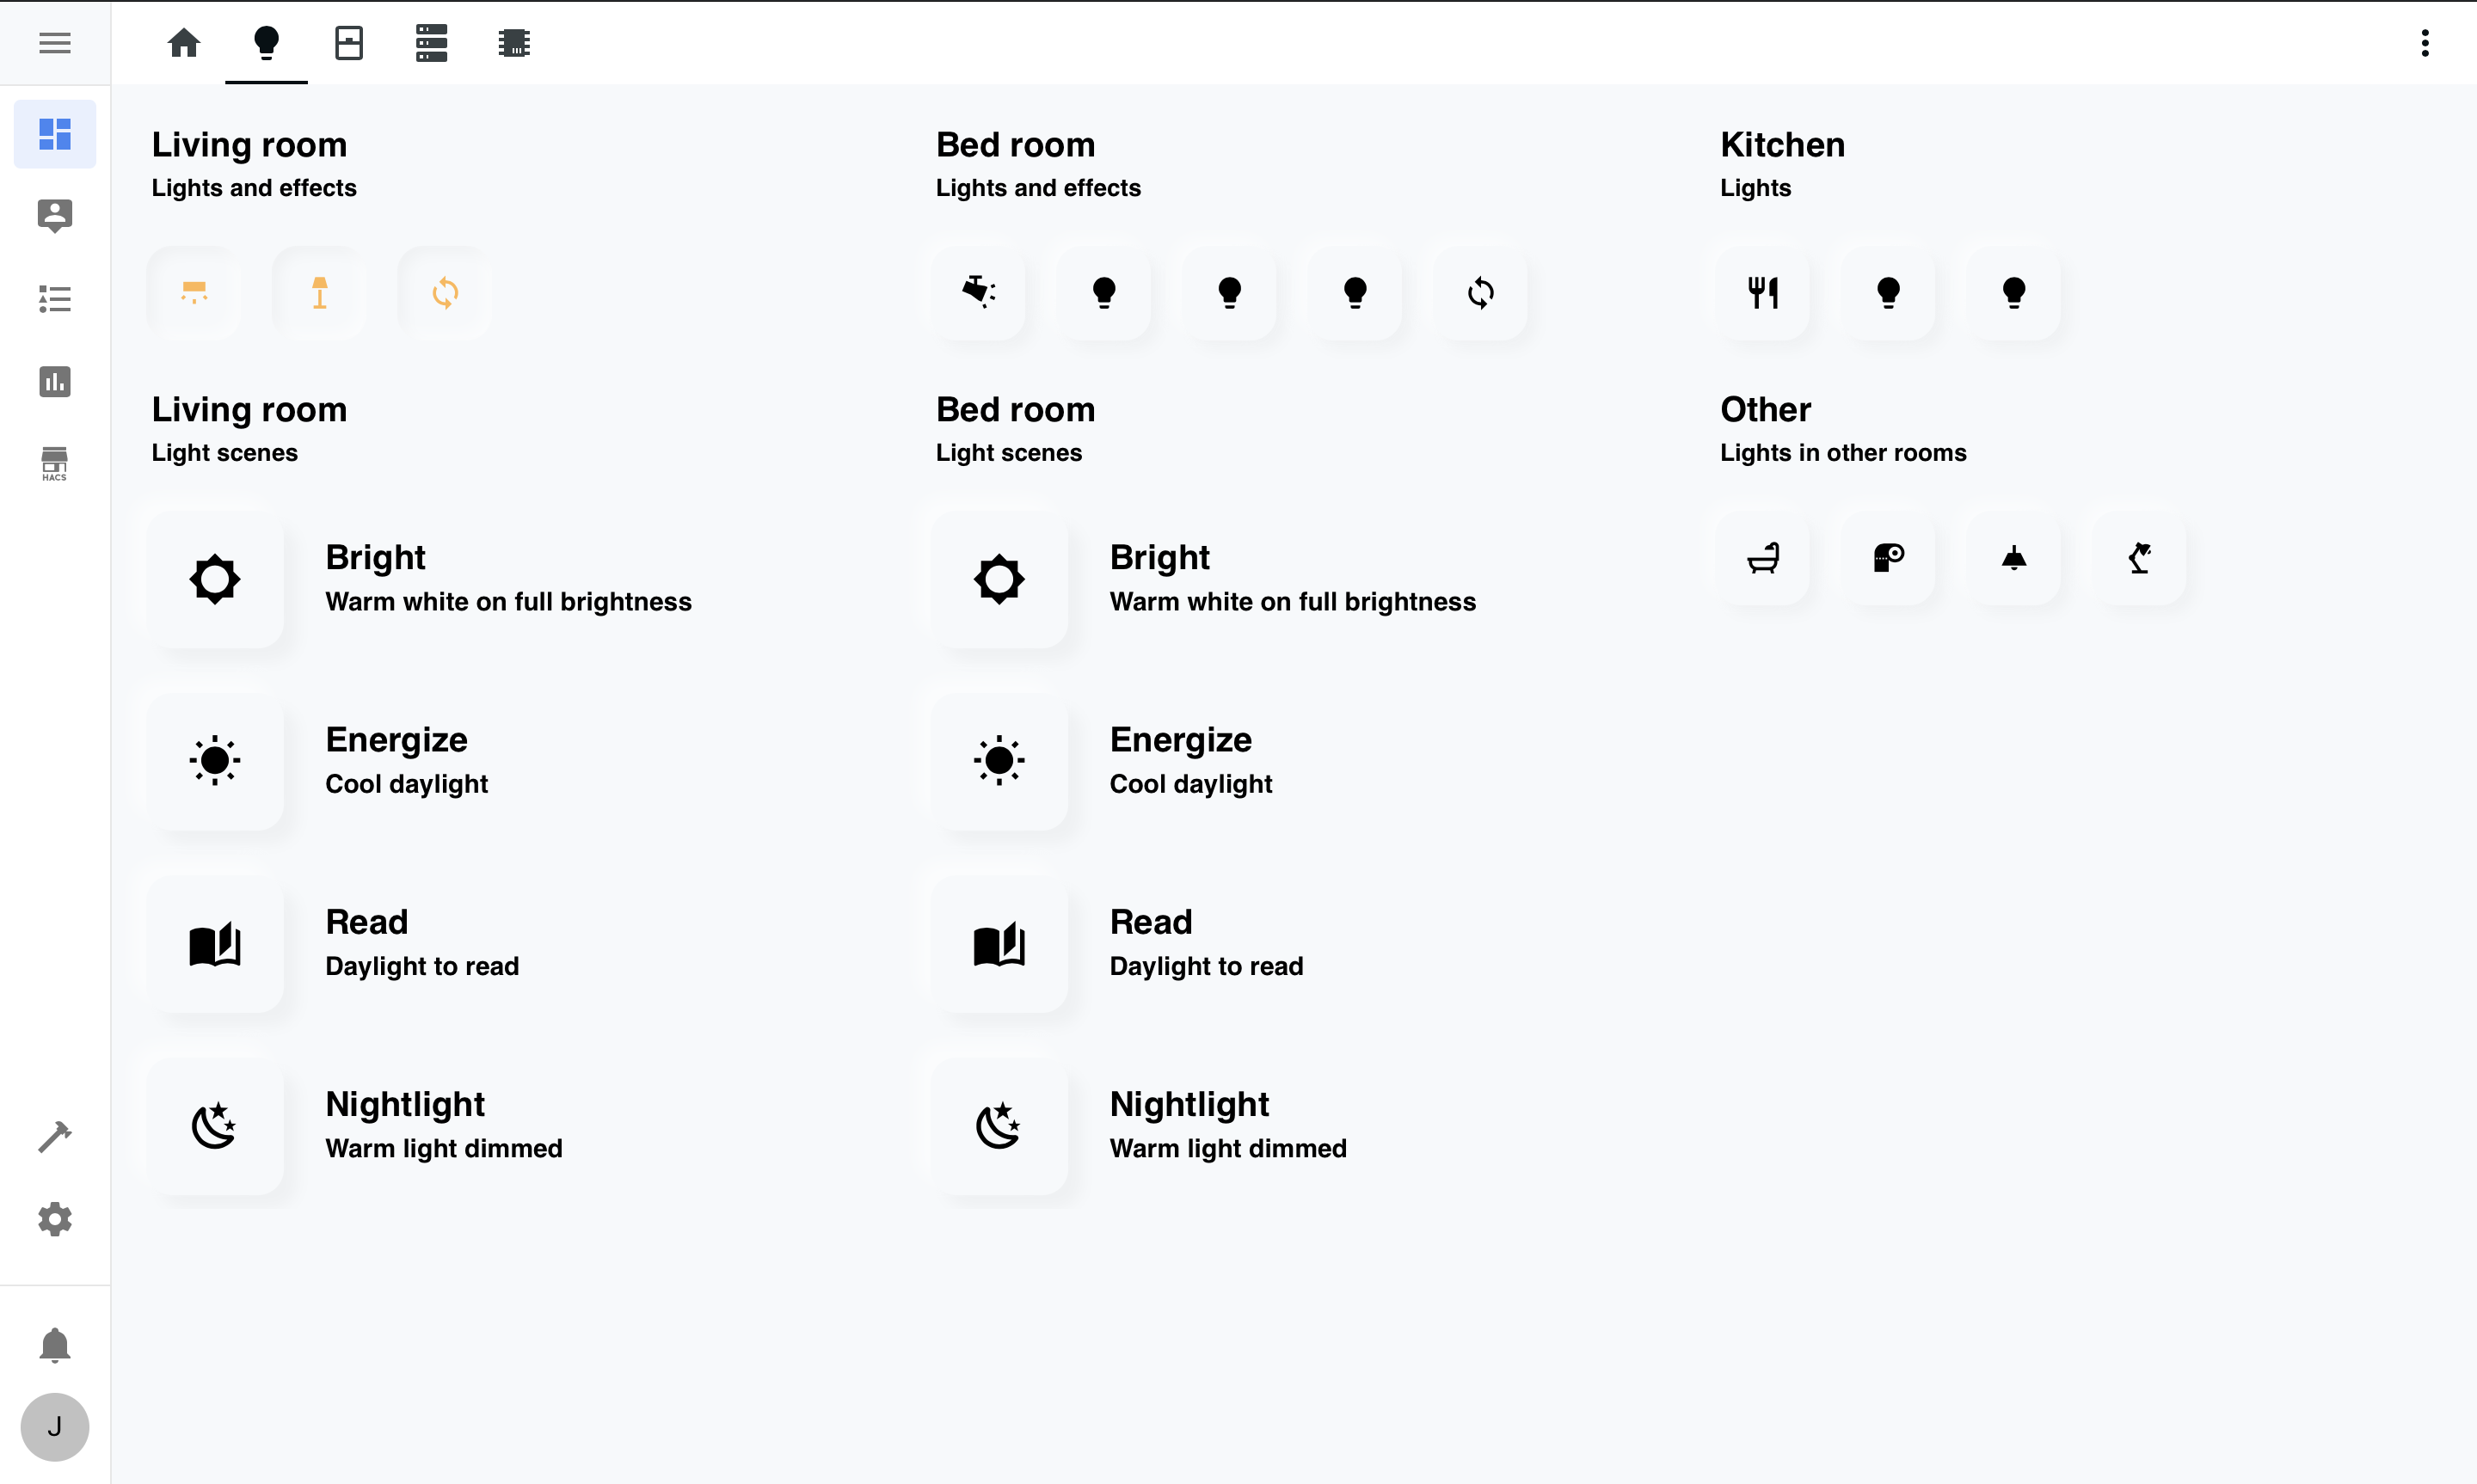 Living room
Lights and effects
Living room
Light scenes
Bright
Warm white on full brightness
Energize
Cool daylight
Read
Daylight to read
Nightlight
Warm light dimmed
Bed room
Lights and effects
Bed room
Light scenes
Bright
Warm white on full brightness
Energize
Cool daylight
Read
Daylight to read
Nightlight
Warm light dimmed
Kitchen
Lights
Other
Lights in other rooms
HACS
J